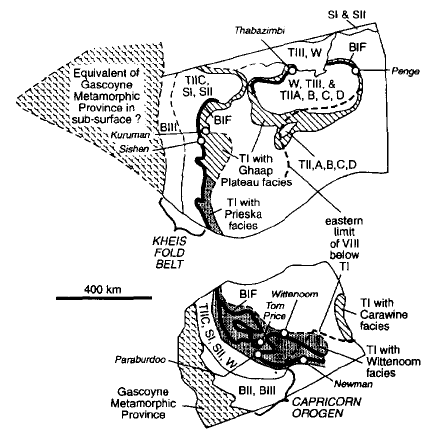 SI & SII
Thabazimbi
TIII, W
BIF
TIIC,
SI, SII
Equivalent of
Gascoyne
Metamorphic
Province in
sub-surface ?
W, TIII, &
TIIA, B, C, D
Penge
BIII
BIF
Kuruman
Sishen
TI with
Ghaap
Plateau facies
TII,A,B,C,D
TI with
Prieska
facies
KHEIS
FOLD
BELT
eastern
limit of
VIII
below
TI
400 km
BIF
Wittenoom
Tom
Price
TIIC, SI, SII, W
TI with
Carawine
facies
TI with
Wittenoom
facies
Paraburdoo
Newman
Gascoyne
Metamorphic
Province
BII, BIII
CAPRICORN
OROGEN